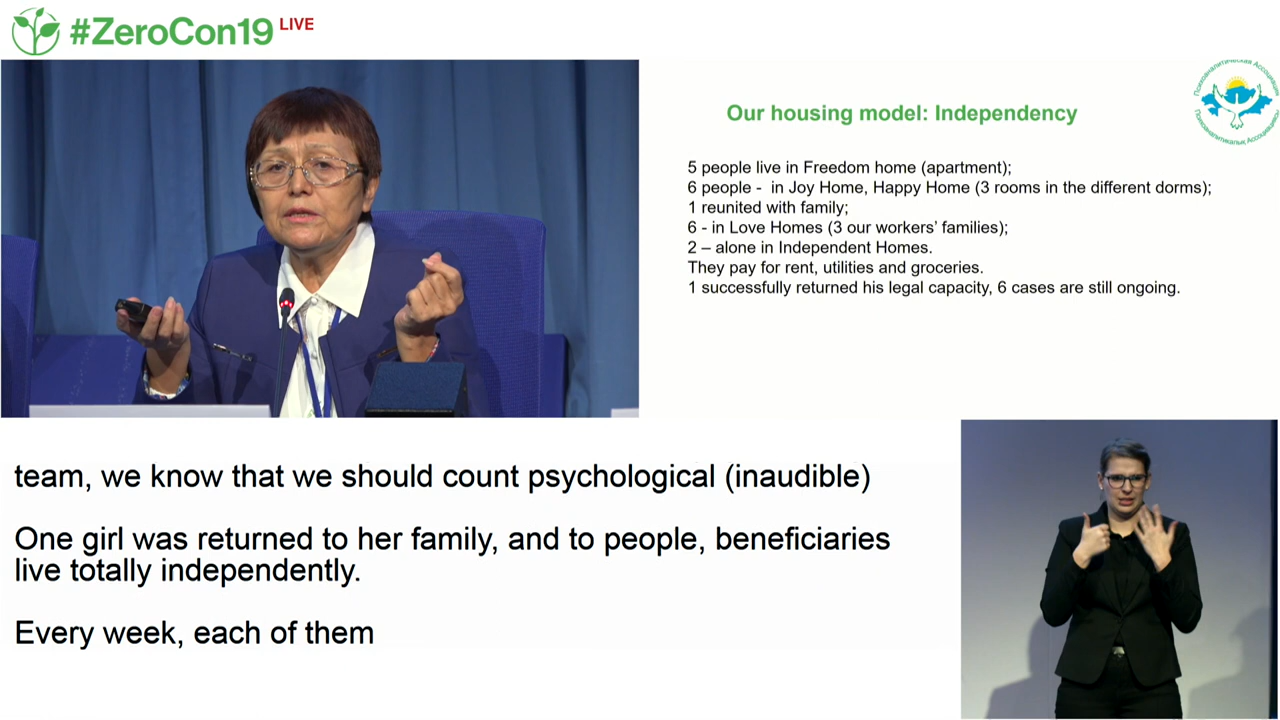 #ZeroCon19 LIVE
Психоаналитическая Ассоциация
Our housing model: Independency
5 people live in Freedom home (apartment);
6 people - in Joy Home, Happy Home (3 rooms in the different dorms);
1 reunited with family;
6 - in Love Homes (3 our workers' families);
2 – alone in Independent Homes.
They pay for rent, utilities and groceries.
1 successfully returned his legal capacity, 6 cases are still ongoing.
team, we know that we should count psychological (inaudible)
One girl was returned to her family, and to people, beneficiaries
live totally independently.
Every week, each of them